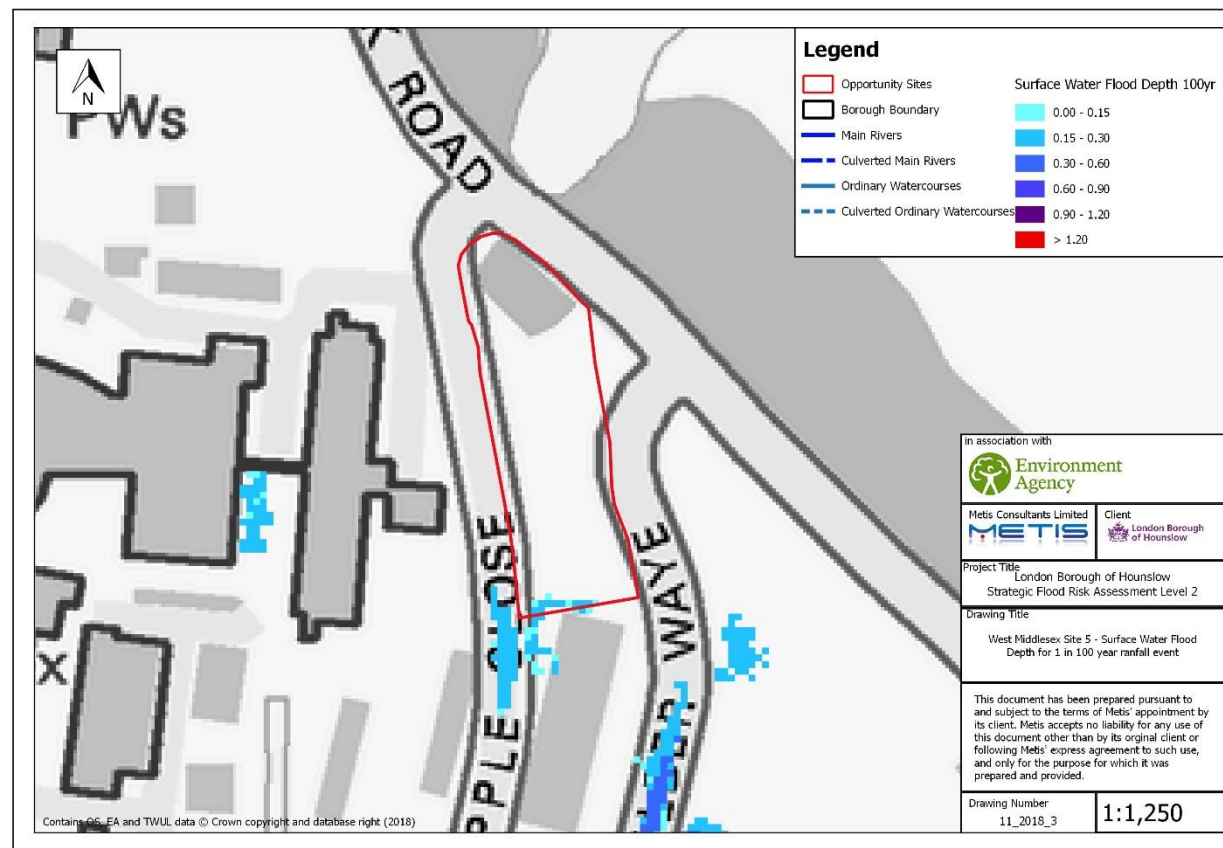 N
PWs
ROAD
Legend
Opportunity Sites
Borough Boundary
Main Rivers
Culverted Main Rivers
Ordinary Watercourses
Culverted Ordinary Watercourses
Surface Water Flood Depth 100yr
0.00 - 0.15
0.15 - 0.30
0.30 - 0.60
0.60 - 0.90
0.90 - 1.20
> 1.20
WAYE
x
in association with
Environment
Agency
Metis Consultants Limited
METIS
Client
London Borough
of Hounslow
Project Title
London Borough of Hounslow
Strategic Flood Risk Assessment Level 2
Drawing Title
West Middlesex Site 5 - Surface Water Flood
Depth for 1 in 100 year ranfall event
This document has been prepared pursuant to
and subject to the terms of Metis' appointment by
its client. Metis accepts no liability for any use of
this document other than by its orginal client or
following Metis' express agreement to such use,
and only for the purpose for which it was
prepared and provided.
Drawing Number
11_2018_3
1:1,250
Contains OS, EA and TWUL data © Crown copyright and database right (2018)